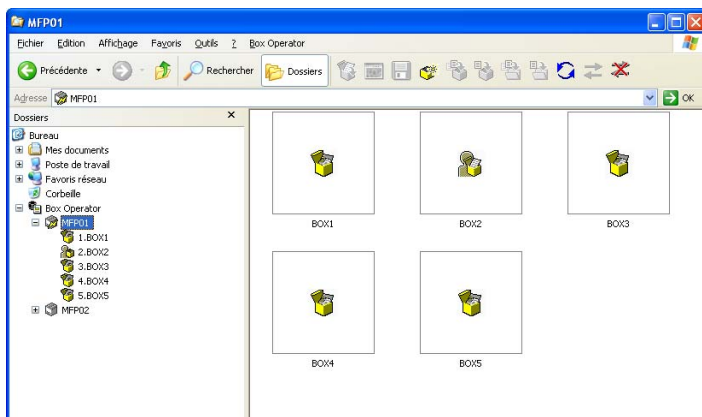 MFP01
Fichier Edition Affichage Favoris Outils ? Box Operator
Précédente Rechercher Dossiers
Adresse MFP01 OK
Dossiers x
Bureau
Mes documents
Poste de travail
Favoris réseau
Corbeille
Box Operator
MFP01
1.BOX1
2.BOX2
3.BOX3
4.BOX4
5.BOX5
MFP02
BOX1 BOX2 BOX3
BOX4 BOX5